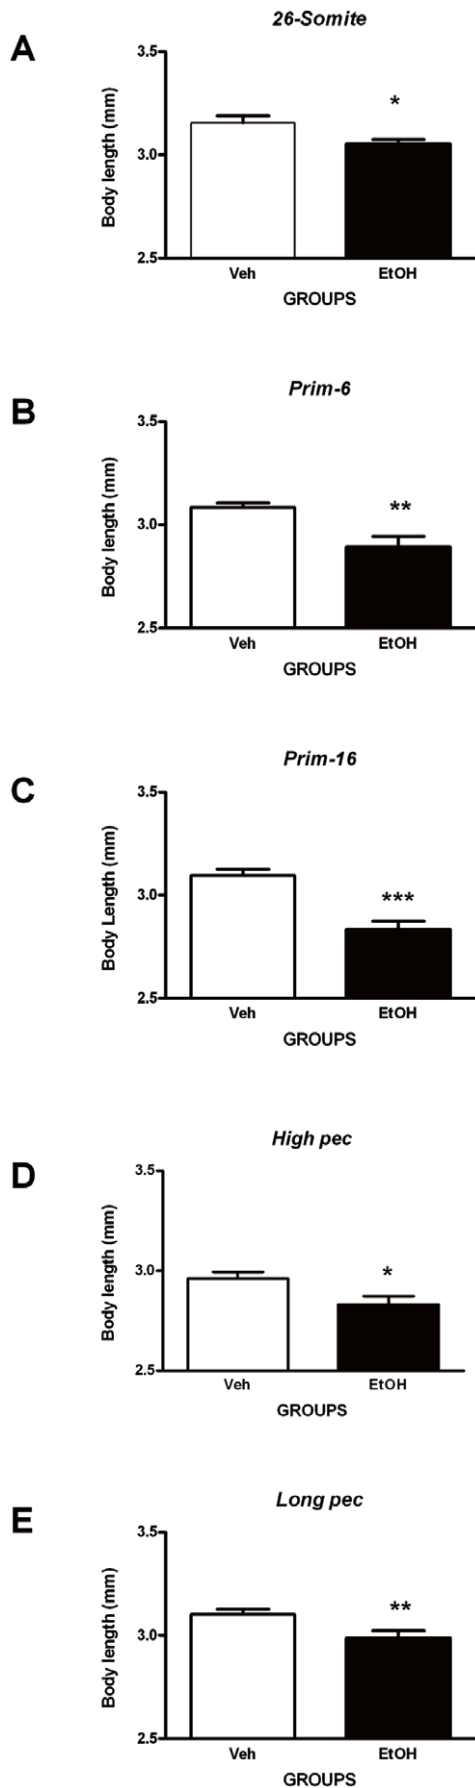 26-Somite
A
3.5
*
Body length (mm)
3.0
2.5
Veh EtOH
GROUPS
Prim-6
B
3.5
**
Body length (mm)
3.0
2.5
Veh EtOH
GROUPS
Prim-16
C
3.5
***
Body Length (mm)
3.0
2.5
Veh EtOH
GROUPS
High pec
D
3.5
*
Body length (mm)
3.0
2.5
Veh EtOH
GROUPS
Long pec
E
3.5
**
Body length (mm)
3.0
2.5
Veh EtOH
GROUPS